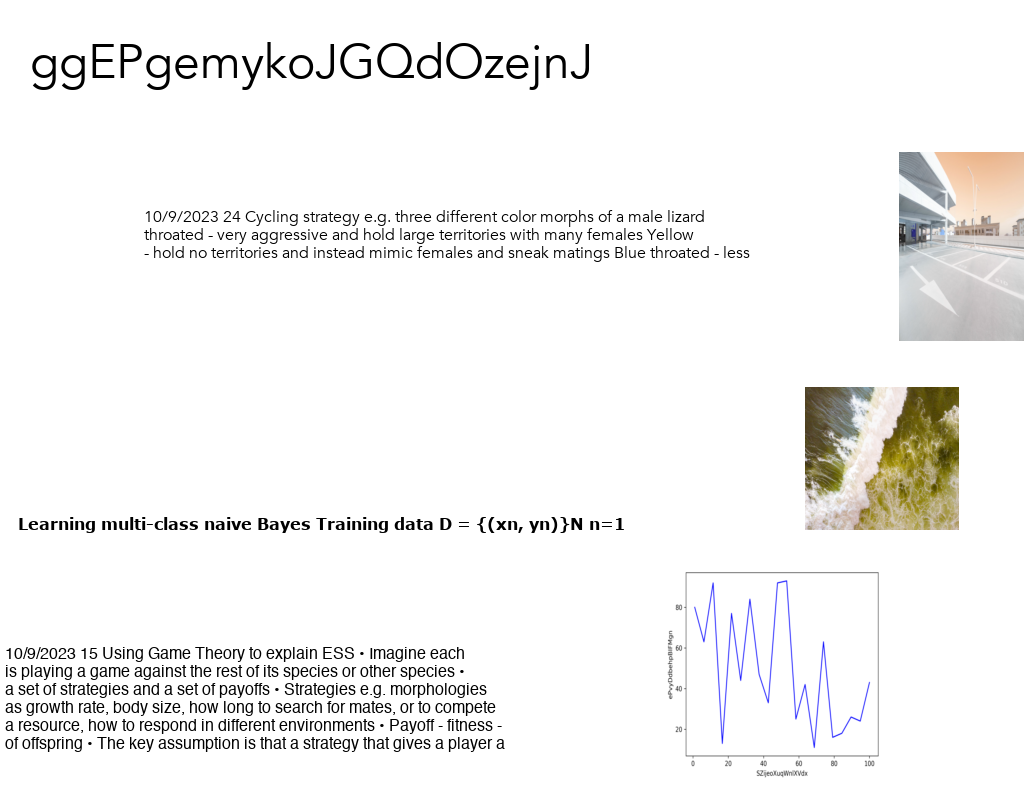 ggEPgemykoJGQdOzejnJ
10/9/2023 24 Cycling strategy e.g. three different color morphs of a male lizard
throated - very aggressive and hold large territories with many females Yellow
- hold no territories and instead mimic females and sneak matings Blue throated - less
Learning multi-class naive Bayes Training data D = {(xn, yn)}N n=1
10/9/2023 15 Using Game Theory to explain ESS • Imagine each
is playing a game against the rest of its species or other species •
a set of strategies and a set of payoffs • Strategies e.g. morphologies
as growth rate, body size, how long to search for mates, or to compete
a resource, how to respond in different environments • Payoff - fitness -
of offspring • The key assumption is that a strategy that gives a player a
80
60
40
20
0 20 40 60 80 100